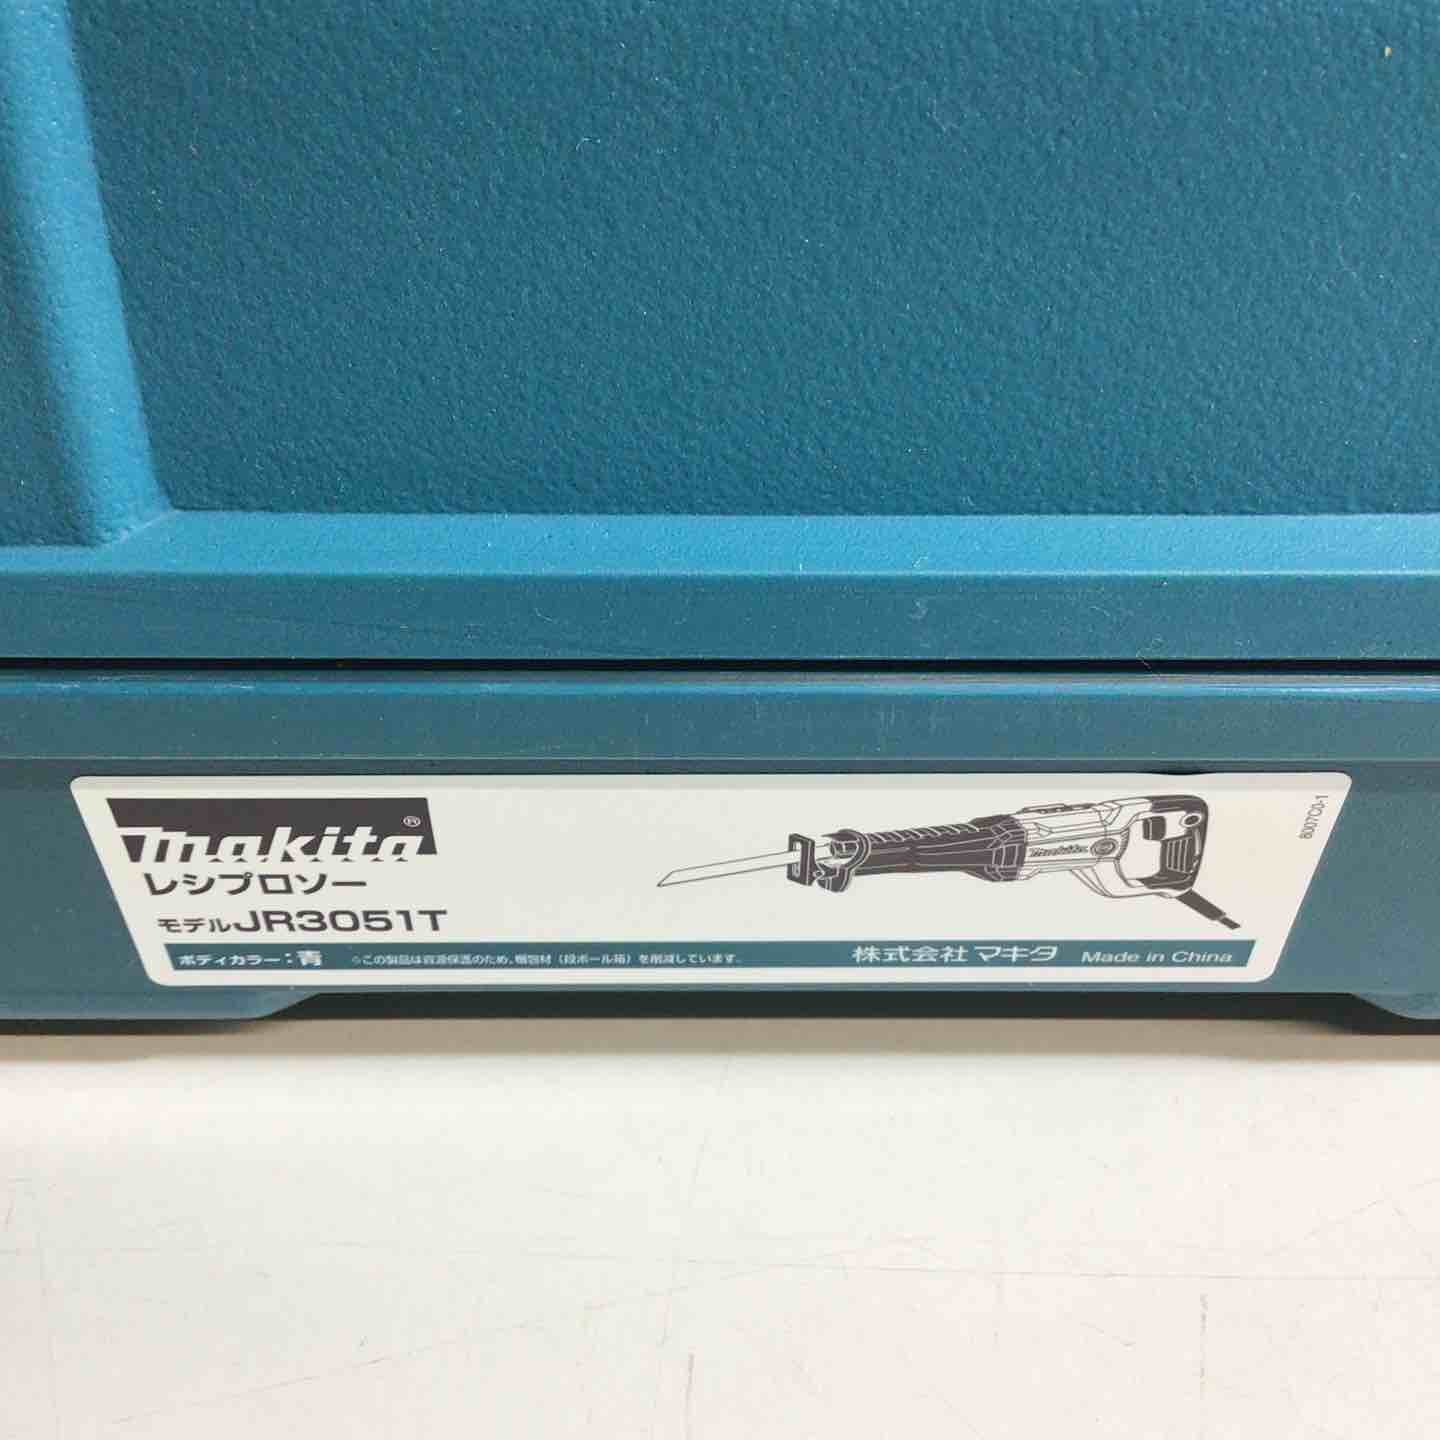 makita®
レシプロソー
モデルJR3051T
ボディカラー:青 ◇この製品は資源保護のため、梱包材(段ボール箱)を削減しています。 株式会社 マキタ Made in China
makita
8007C0-1